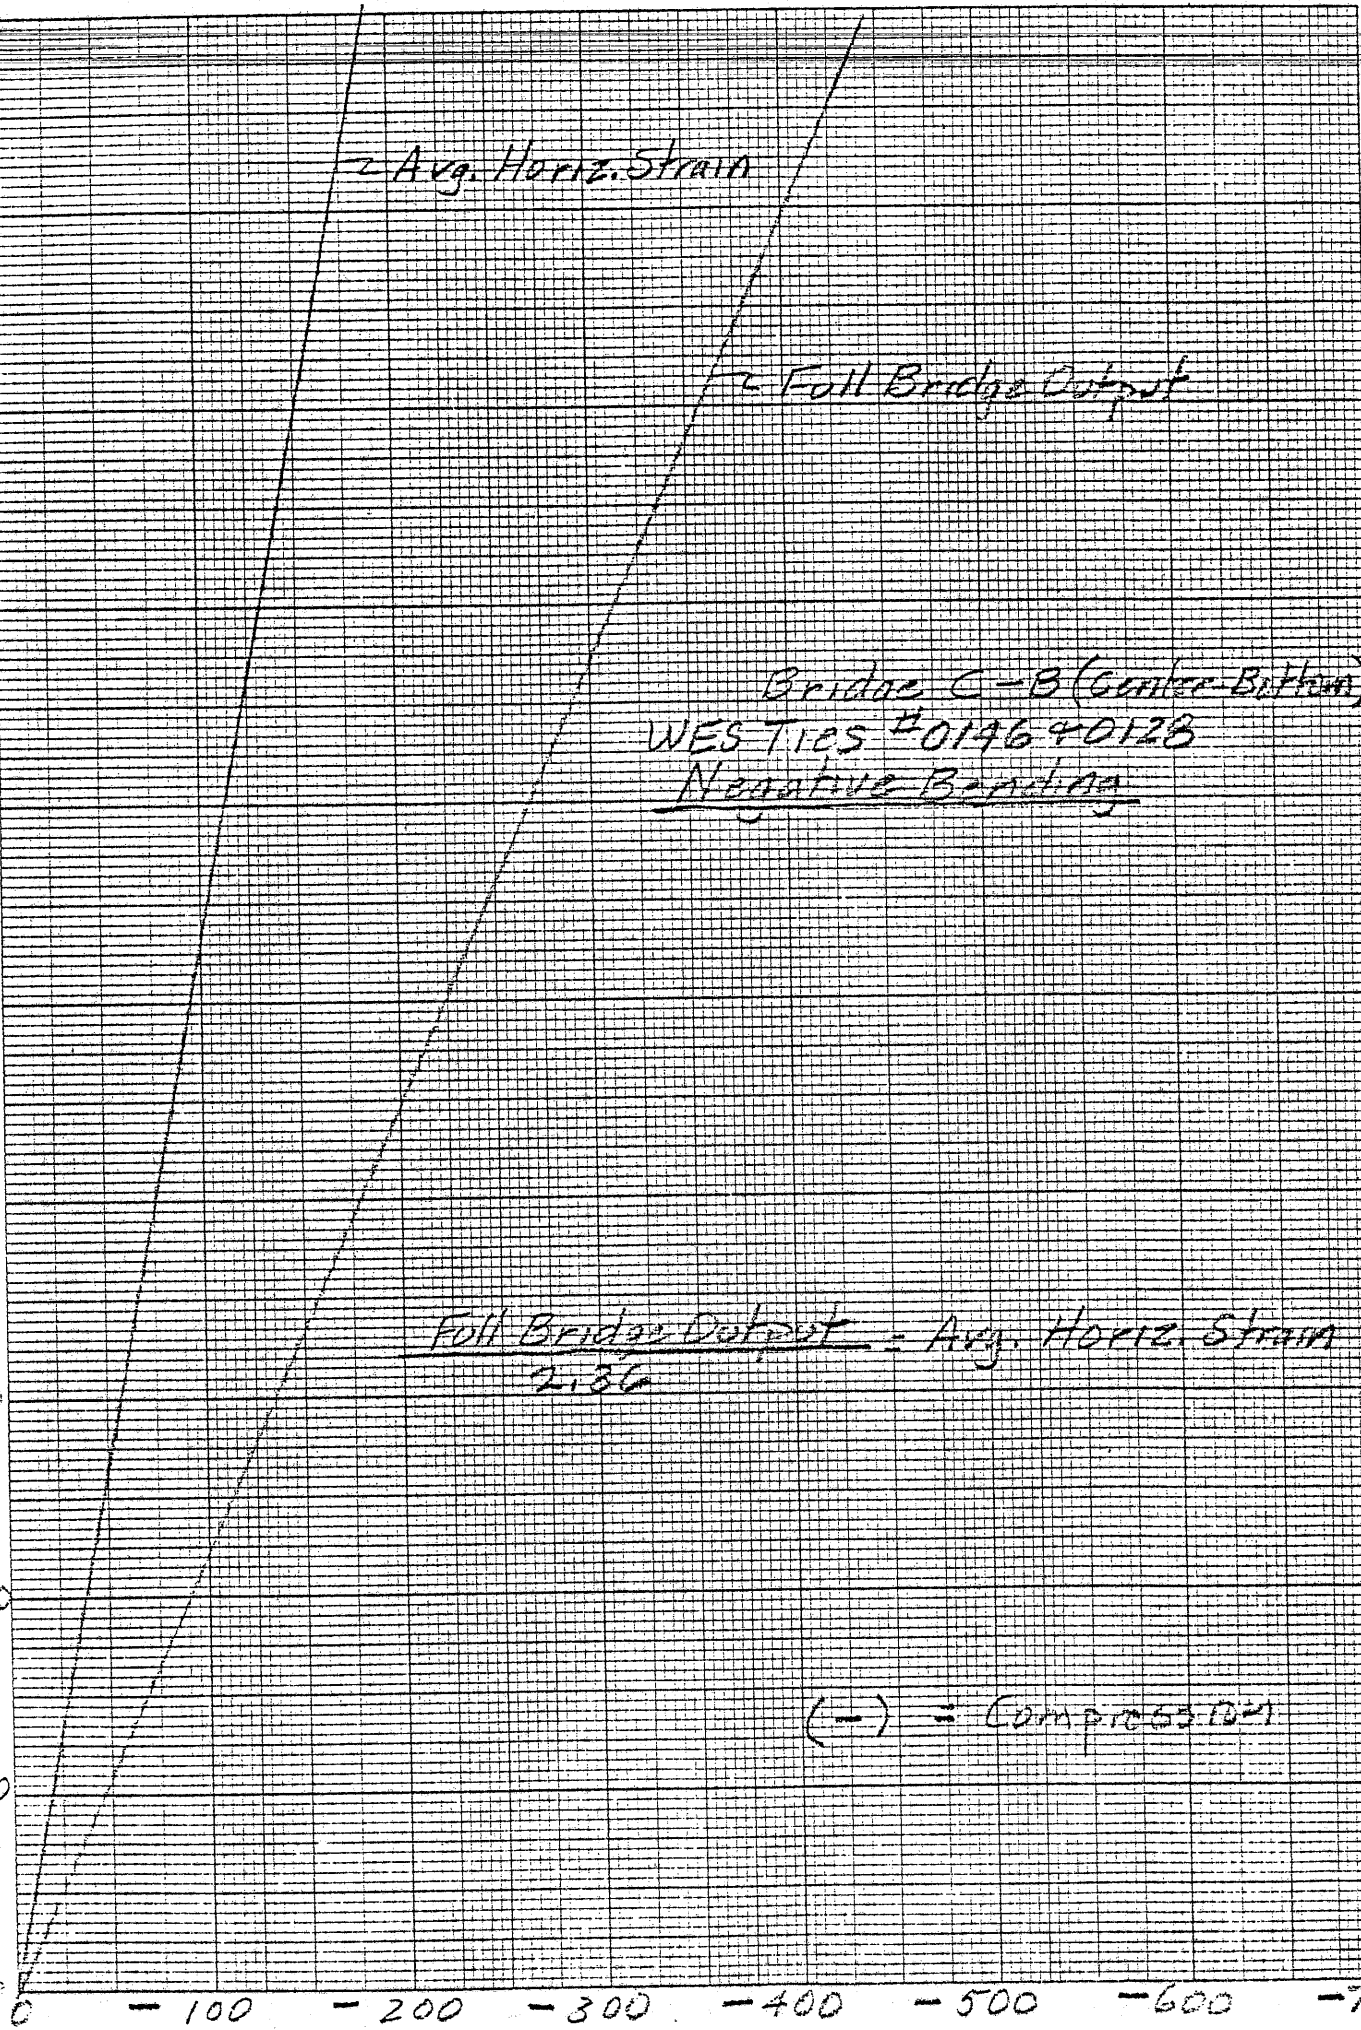 Avg. Horiz. Strain
Full Bridge Output
Bridge C-B (Center-Bottom)
WES Ties #0146 & 0128
Negative Bending
Full Bridge Output = Avg. Horiz. Strain
2.36
(-) = Compression
0 -100 -200 -300 -400 -500 -600